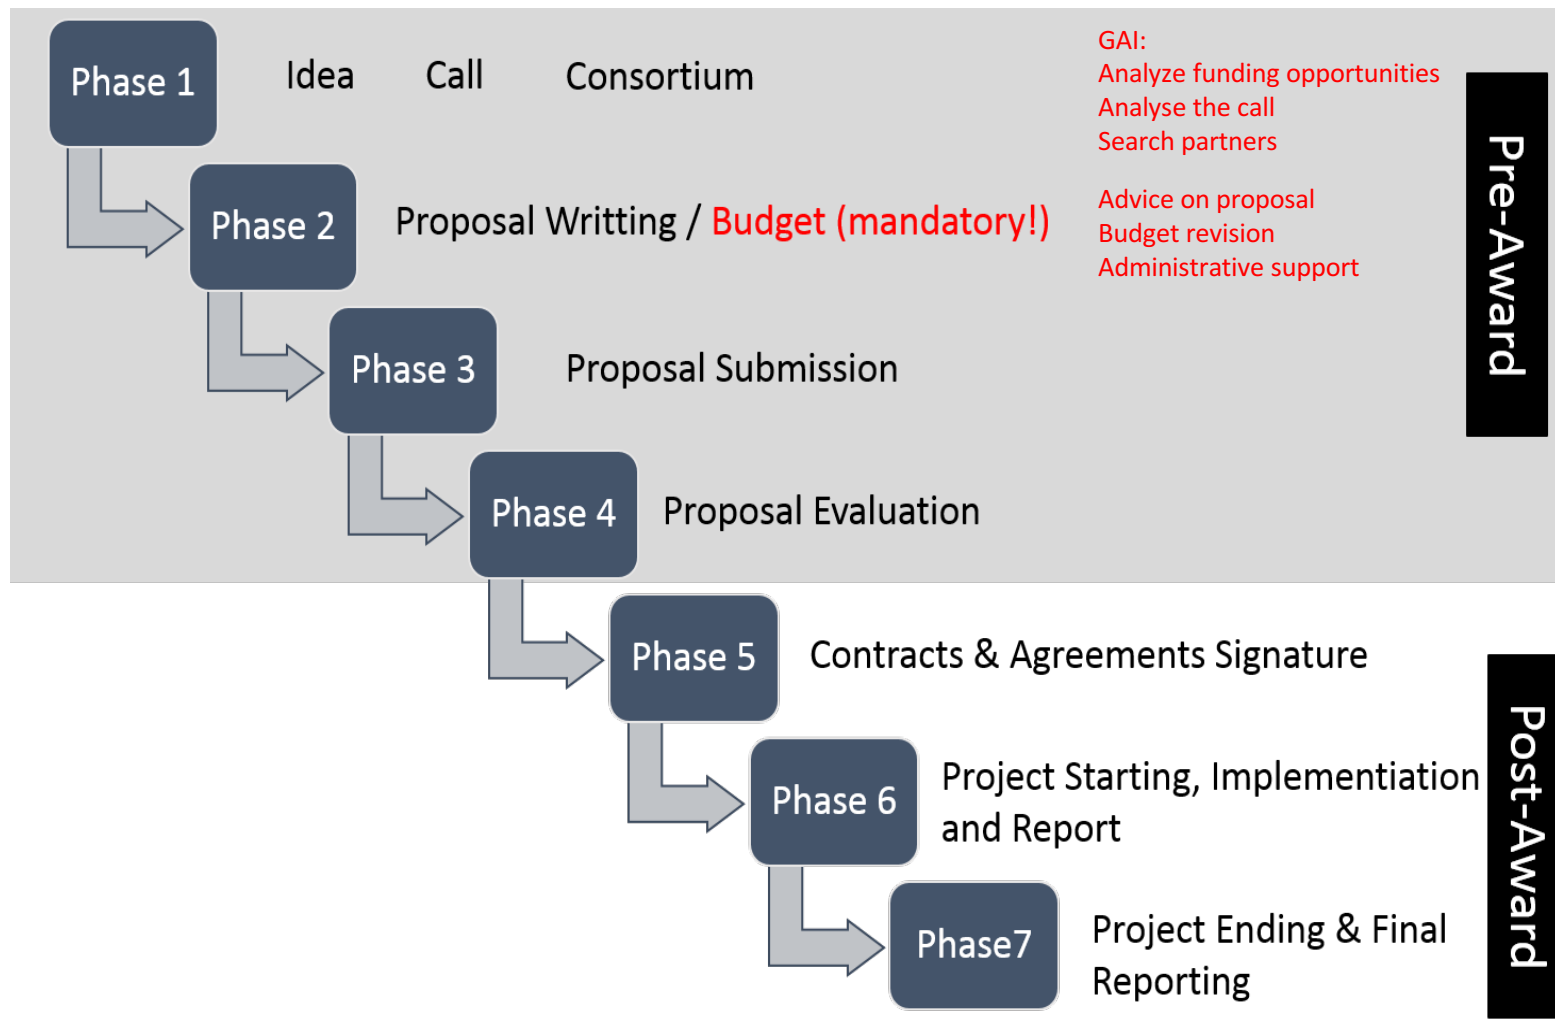 Phase 1
Idea Call Consortium
GAI:
Analyze funding opportunities
Analyse the call
Search partners
Phase 2
Proposal Writting / Budget (mandatory!)
Advice on proposal
Budget revision
Administrative support
Pre-Award
Phase 3
Proposal Submission
Phase 4
Proposal Evaluation
Phase 5
Contracts & Agreements Signature
Phase 6
Project Starting, Implementiation
and Report
Post-Award
Phase7
Project Ending & Final
Reporting